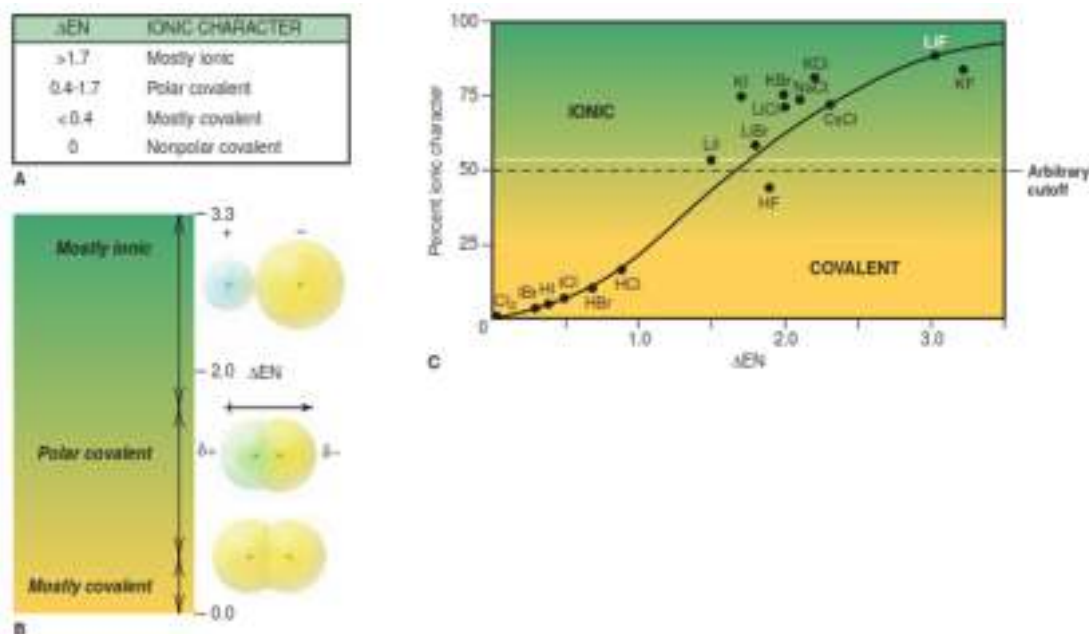 ΔEN IONIC CHARACTER
>1.7 Mostly ionic
0.4-1.7 Polar covalent
<0.4 Mostly covalent
0 Nonpolar covalent
A
3.3
Mostly ionic
+ −
2.0 ΔEN
Polar covalent
δ+ δ−
Mostly covalent
0.0
B
100
Percent ionic character
75
50
25
0
1.0 2.0 3.0
ΔEN
C
IONIC
COVALENT
Arbitrary
cutoff
LiF
KCl
KF
KI KBr NaCl
LiCl CsCl
LiBr
LiI
HF
Cl₂ IBr HI ICl HCl
HBr